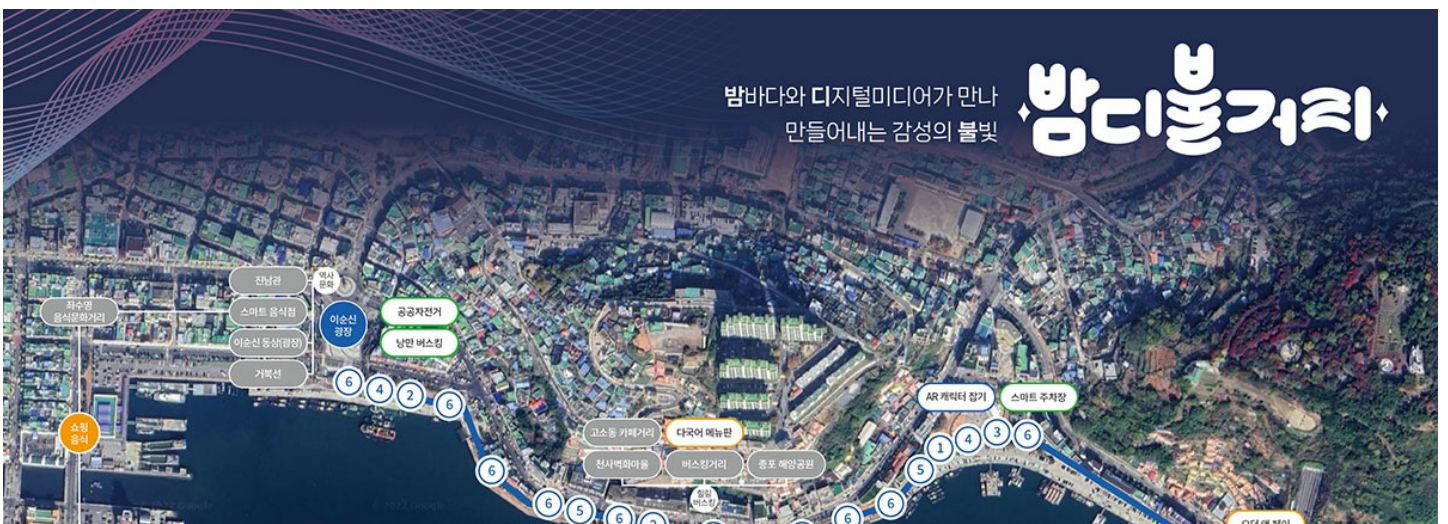 밤바다와 디지털미디어가 만나
만들어내는 감성의 불빛
밤디불거리
진남관
역사
문화
좌수영
음식문화거리
스마트 음식점
이순신
광장
공공자전거
이순신 동상(광장)
낭만 버스킹
거북선
6
4
2
6
AR 캐릭터 잡기
스마트 주차장
쇼핑
음식
고소동 카페거리
다국어 메뉴판
1
4
3
6
천사벽화마을
버스킹거리
종포 해양공원
6
5
힐링
버스킹
6
5
6
6
6